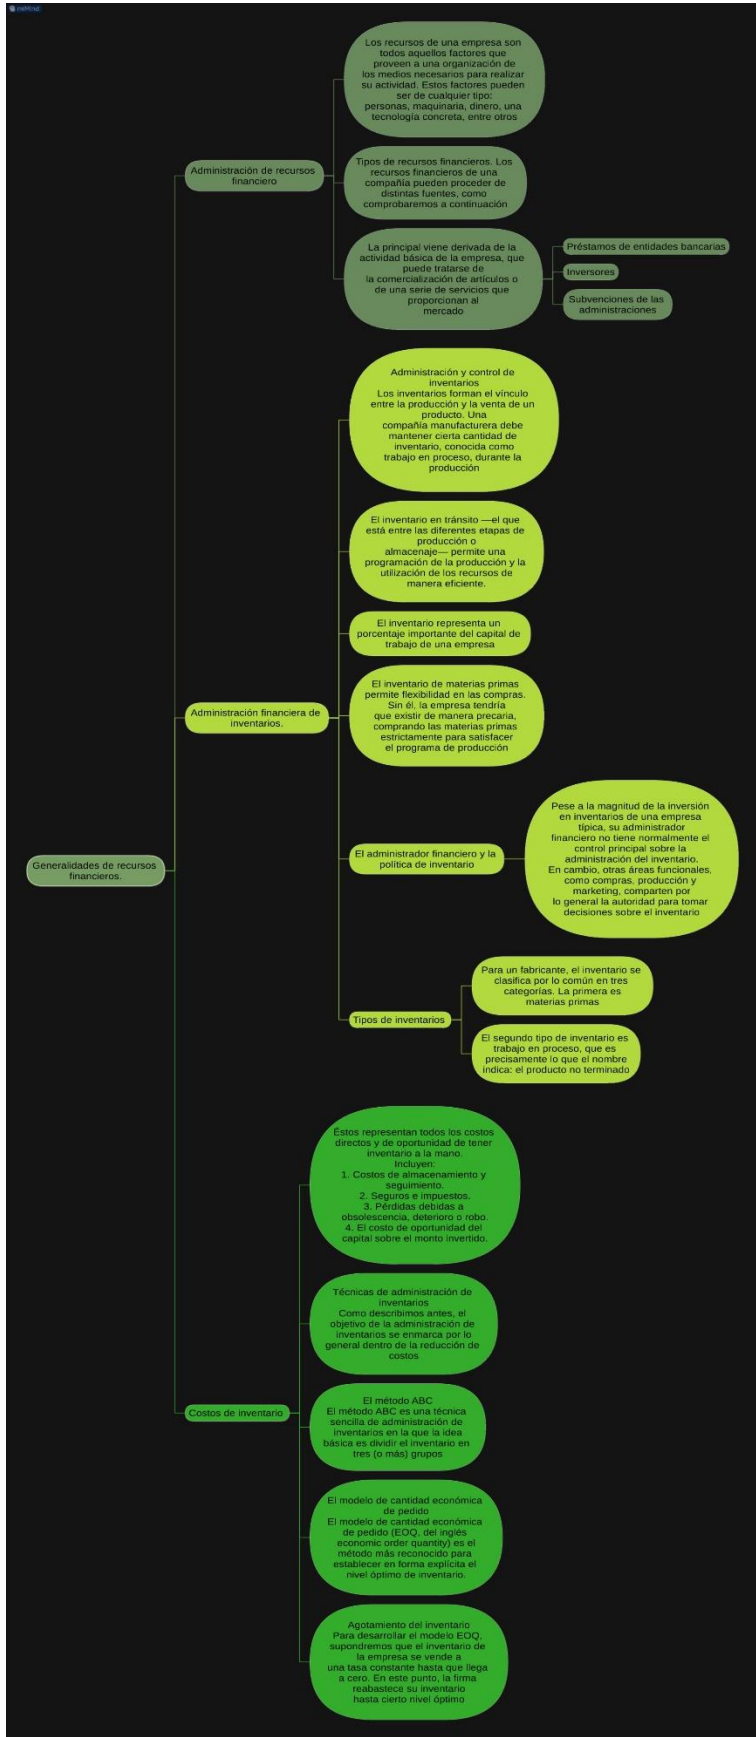 Los recursos de una empresa son
todos aquellos factores que
proveen a una organización de
los medios necesarios para realizar
su actividad. Estos factores pueden
ser de cualquier tipo:
personas, maquinaria, dinero, una
tecnología concreta, entre otros
Administración de recursos
financiero
Tipos de recursos financieros. Los
recursos financieros de una
compañía pueden proceder de
distintas fuentes, como
comprobaremos a continuación
La principal viene derivada de la
actividad básica de la empresa, que
puede tratarse de
la comercialización de artículos o
de una serie de servicios que
proporcionan al
mercado
Préstamos de entidades bancarias
Inversores
Subvenciones de las
administraciones
Administración y control de
inventarios
Los inventarios forman el vínculo
entre la producción y la venta de un
producto. Una
compañía manufacturera debe
mantener cierta cantidad de
inventario, conocida como
trabajo en proceso, durante la
producción
El inventario en tránsito —el que
está entre las diferentes etapas de
producción o
almacenaje— permite una
programación de la producción y la
utilización de los recursos de
manera eficiente.
El inventario representa un
porcentaje importante del capital de
trabajo de una empresa
Administración financiera de
inventarios.
El inventario de materias primas
permite flexibilidad en las compras.
Sin él, la empresa tendría
que existir de manera precaria,
comprando las materias primas
estrictamente para satisfacer
el programa de producción
Generalidades de recursos
financieros.
El administrador financiero y la
política de inventario
Pese a la magnitud de la inversión
en inventarios de una empresa
típica, su administrador
financiero no tiene normalmente el
control principal sobre la
administración del inventario.
En cambio, otras áreas funcionales,
como compras, producción y
marketing, comparten por
lo general la autoridad para tomar
decisiones sobre el inventario
Tipos de inventarios
Para un fabricante, el inventario se
clasifica por lo común en tres
categorías. La primera es
materias primas
El segundo tipo de inventario es
trabajo en proceso, que es
precisamente lo que el nombre
indica: el producto no terminado
Éstos representan todos los costos
directos y de oportunidad de tener
inventario a la mano.
Incluyen:
1. Costos de almacenamiento y
seguimiento.
2. Seguros e impuestos.
3. Pérdidas debidas a
obsolescencia, deterioro o robo.
4. El costo de oportunidad del
capital sobre el monto invertido.
Técnicas de administración de
inventarios
Como describimos antes, el
objetivo de la administración de
inventarios se enmarca por lo
general dentro de la reducción de
costos
Costos de inventario
El método ABC
El método ABC es una técnica
sencilla de administración de
inventarios en la que la idea
básica es dividir el inventario en
tres (o más) grupos
El modelo de cantidad económica
de pedido
El modelo de cantidad económica
de pedido (EOQ, del inglés
economic order quantity) es el
método más reconocido para
establecer en forma explícita el
nivel óptimo de inventario.
Agotamiento del inventario
Para desarrollar el modelo EOQ,
supondremos que el inventario de
la empresa se vende a
una tasa constante hasta que llega
a cero. En este punto, la firma
reabastece su inventario
hasta cierto nivel óptimo